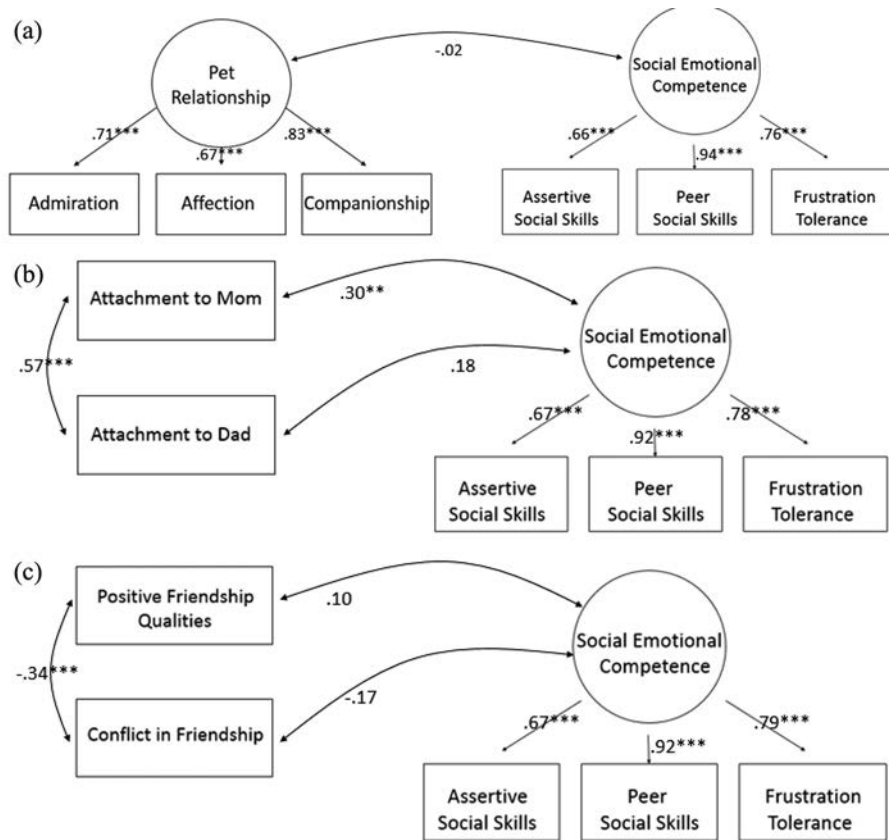 (a)
Pet
Relationship
-.02
Social Emotional
Competence
.71***
.67***
.83***
.66***
.94***
.76***
Admiration
Affection
Companionship
Assertive
Social Skills
Peer
Social Skills
Frustration
Tolerance
(b)
Attachment to Mom
.30**
Social Emotional
Competence
.57***
.18
Attachment to Dad
.67***
.92***
.78***
Assertive
Social Skills
Peer
Social Skills
Frustration
Tolerance
(c)
Positive Friendship
Qualities
.10
Social Emotional
Competence
-.34***
-.17
Conflict in Friendship
.67***
.92***
.79***
Assertive
Social Skills
Peer
Social Skills
Frustration
Tolerance